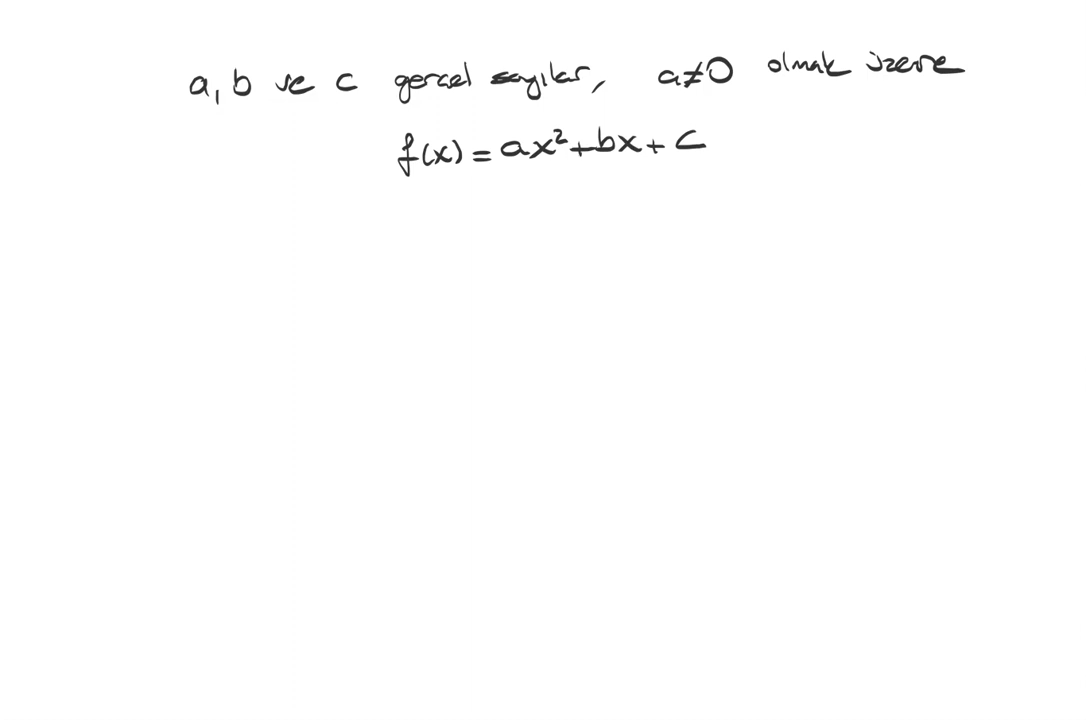 a, b ve c gerçel sayılar, a≠0 olmak üzere
f(x) = ax²+bx+c